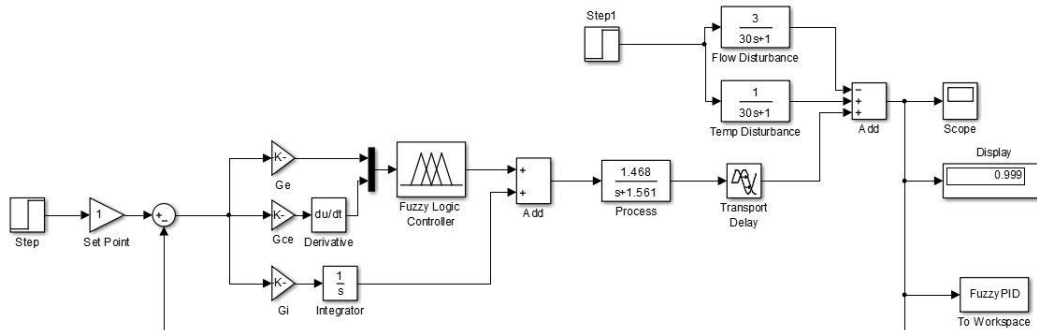 Step1
3
30s+1
Flow Disturbance
1
30s+1
Temp Disturbance
−
+
+
Add
Scope
Display
0.999
K-
Ge
Fuzzy Logic
Controller
+
+
Add
1.468
s+1.561
Process
Transport
Delay
Step
1
Set Point
+
−
K-
Gce
du/dt
Derivative
K-
Gi
1
s
Integrator
FuzzyPID
To Workspace